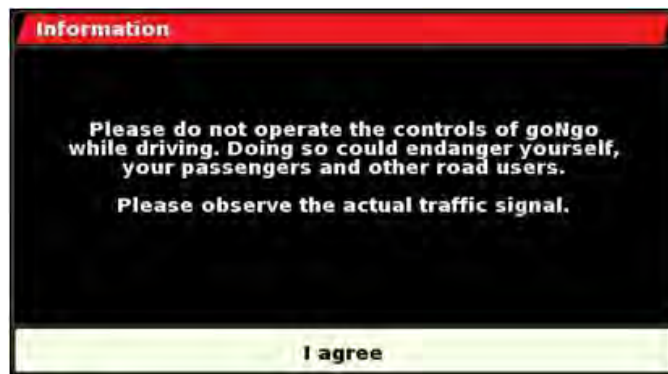 Information
Please do not operate the controls of goNgo
while driving. Doing so could endanger yourself,
your passengers and other road users.
Please observe the actual traffic signal.
I agree